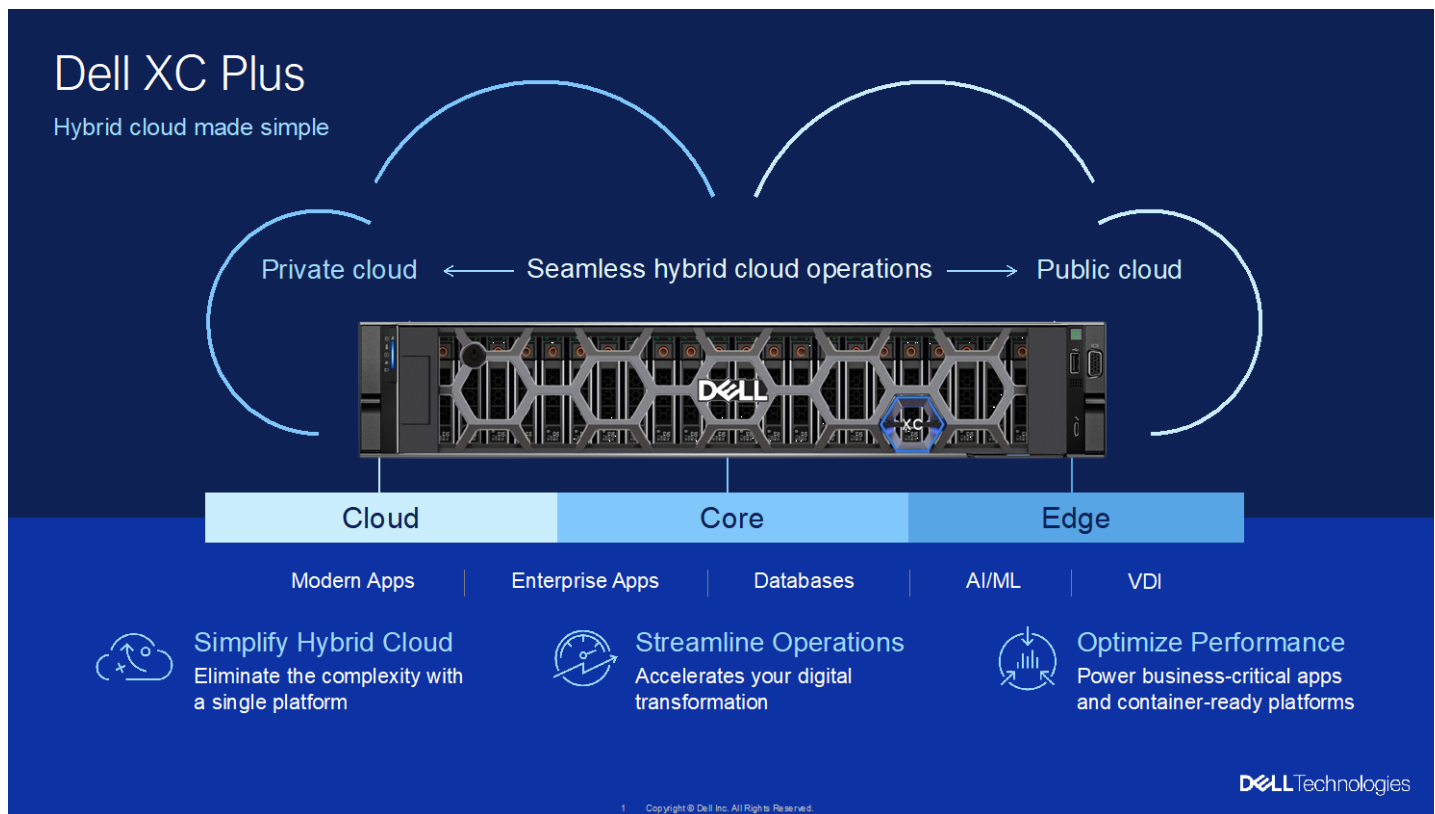 Dell XC Plus
Hybrid cloud made simple
Private cloud
Seamless hybrid cloud operations
Public cloud
DELL
XC
Cloud
Core
Edge
Modern Apps
Enterprise Apps
Databases
AI/ML
VDI
Simplify Hybrid Cloud
Eliminate the complexity with
a single platform
Streamline Operations
Accelerates your digital
transformation
Optimize Performance
Power business-critical apps
and container-ready platforms
DELLTechnologies
1 Copyright © Dell Inc. All Rights Reserved.